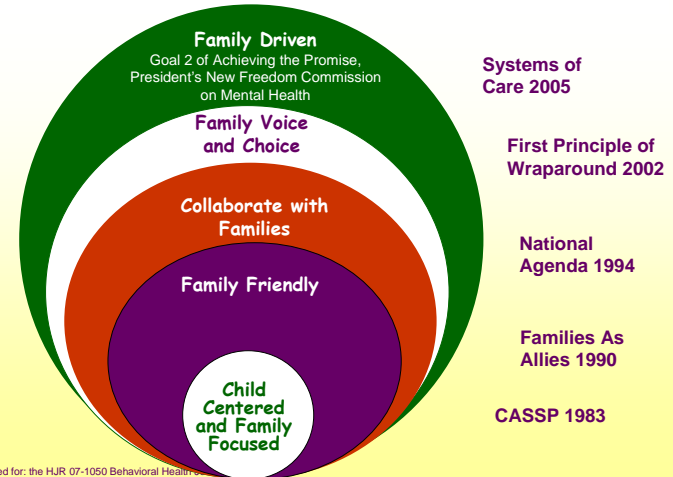 Family Driven
Goal 2 of Achieving the Promise,
President's New Freedom Commission
on Mental Health
Systems of
Care 2005
Family Voice
and Choice
First Principle of
Wraparound 2002
Collaborate with
Families
National
Agenda 1994
Family Friendly
Families As
Allies 1990
Child
Centered
and Family
Focused
CASSP 1983
ed for: the HJR 07-1050 Behavioral Health